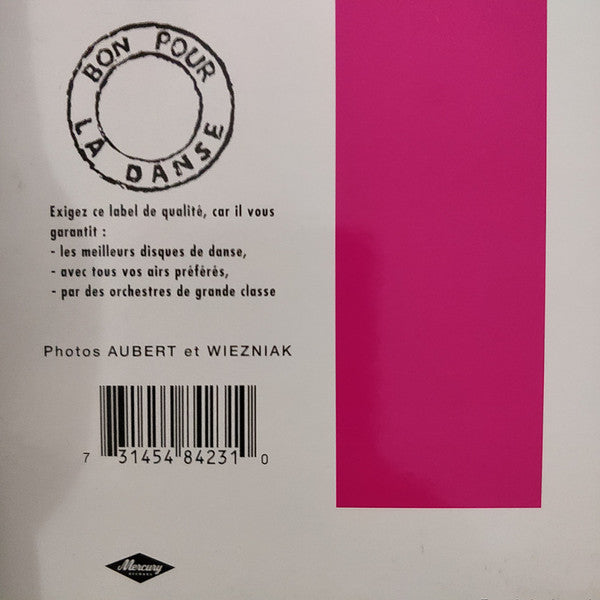 BON POUR
LA DANSE
Exigez ce label de qualité, car il vous
garantit :
- les meilleurs disques de danse,
- avec tous vos airs préférés,
- par des orchestres de grande classe
Photos AUBERT et WIEZNIAK
7 31454 84231 0
Mercury
RECORDS